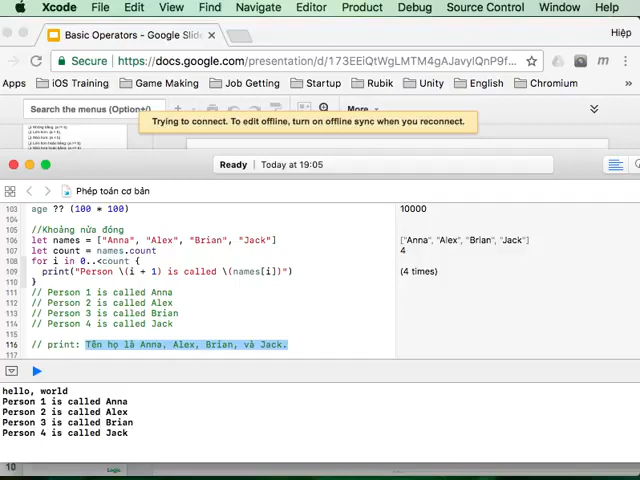 Xcode File Edit View Find Navigate Editor Product Debug Source Control Window Help
Basic Operators - Google Slid
Hiệp
Secure https://docs.google.com/presentation/d/173EEiQtWgLMTM4gAJavylQnP9f...
Apps iOS Training Game Making Job Getting Startup Rubik Unity English Chromium
Search the menus (Option+/)
More
Trying to connect. To edit offline, turn on offline sync when you reconnect.
Ready Today at 19:05
Phép toán cơ bản
103 age ?? (100 * 100) 10000
104
105 //Khoảng nửa đóng
106 let names = ["Anna", "Alex", "Brian", "Jack"] ["Anna", "Alex", "Brian", "Jack"]
107 let count = names.count 4
108 for i in 0..<count {
109 print("Person \(i + 1) is called \(names[i])") (4 times)
110 }
111 // Person 1 is called Anna
112 // Person 2 is called Alex
113 // Person 3 is called Brian
114 // Person 4 is called Jack
115
116 // print: Tên họ là Anna, Alex, Brian, và Jack.
117
hello, world
Person 1 is called Anna
Person 2 is called Alex
Person 3 is called Brian
Person 4 is called Jack
10
Logic